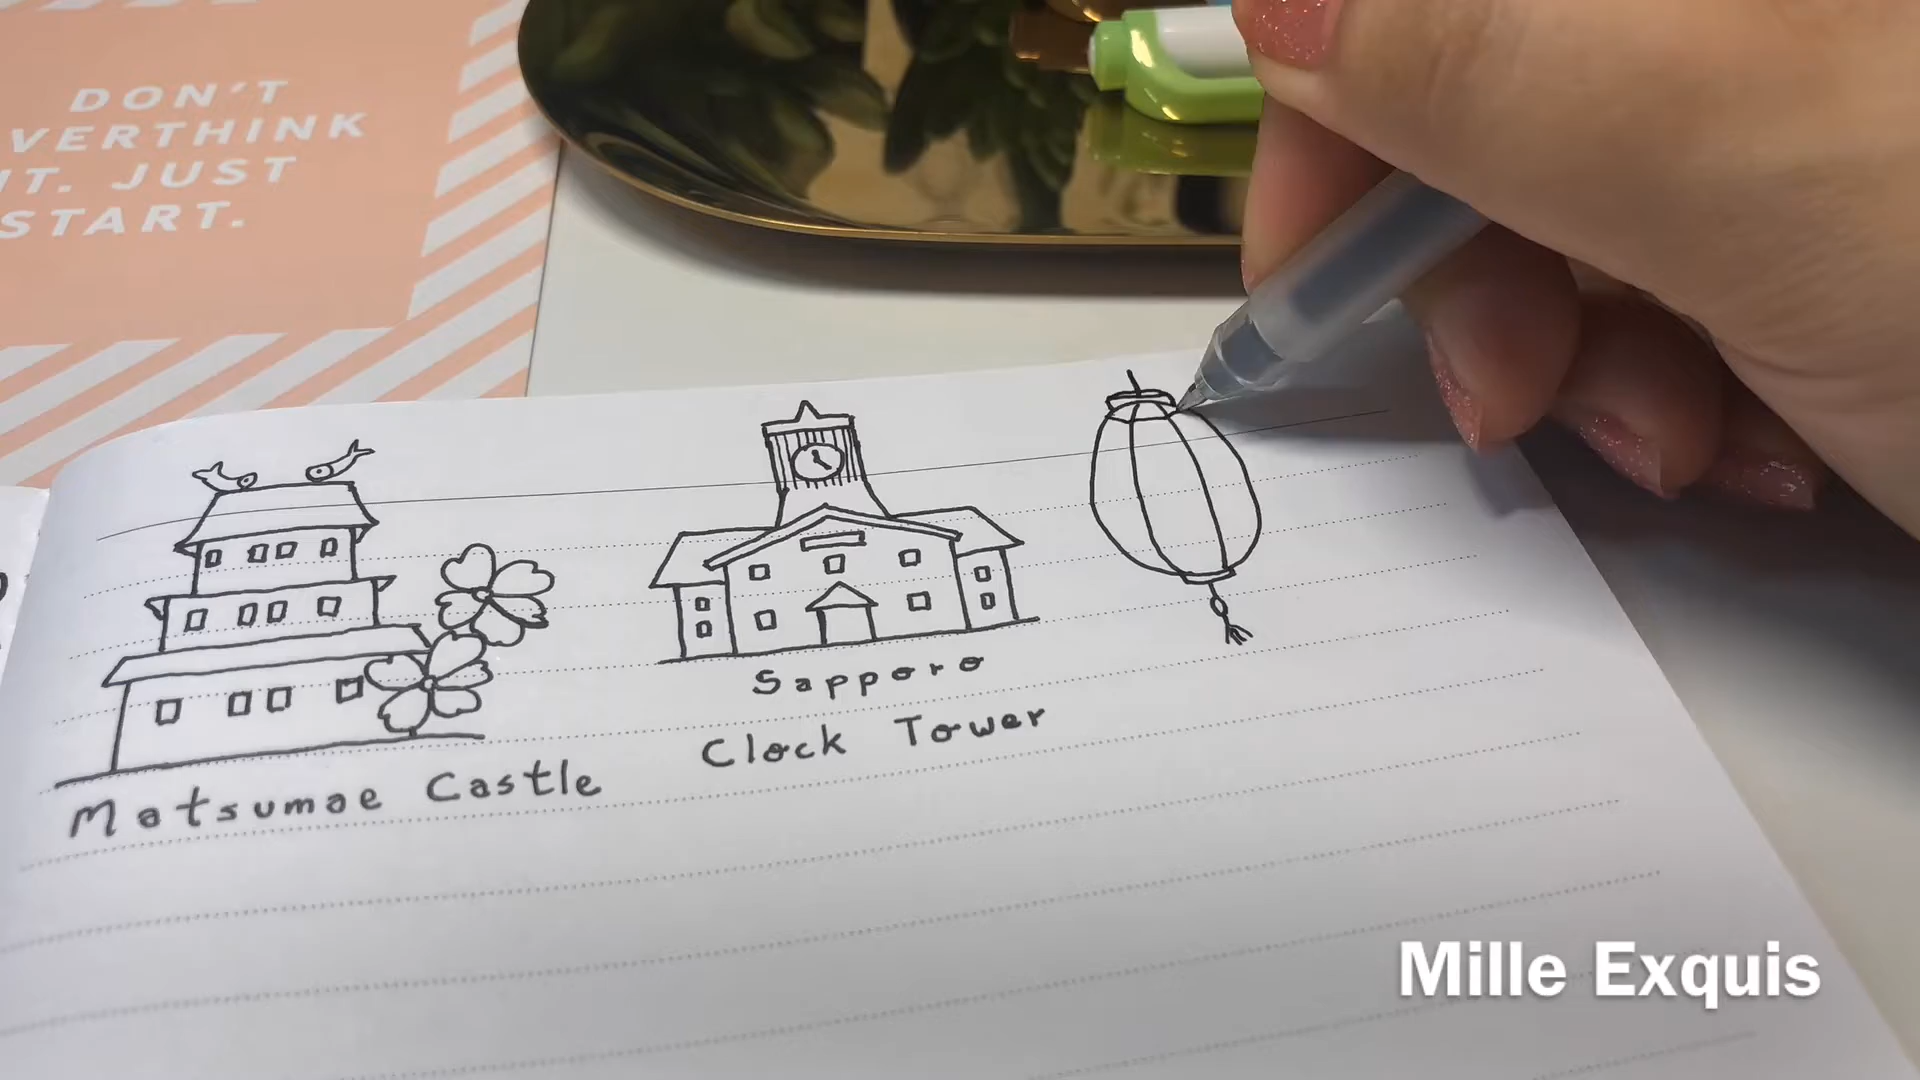 DON'T
VERTHINK
IT. JUST
START.
Matsumae Castle
Sapporo
Clock Tower
Mille Exquis